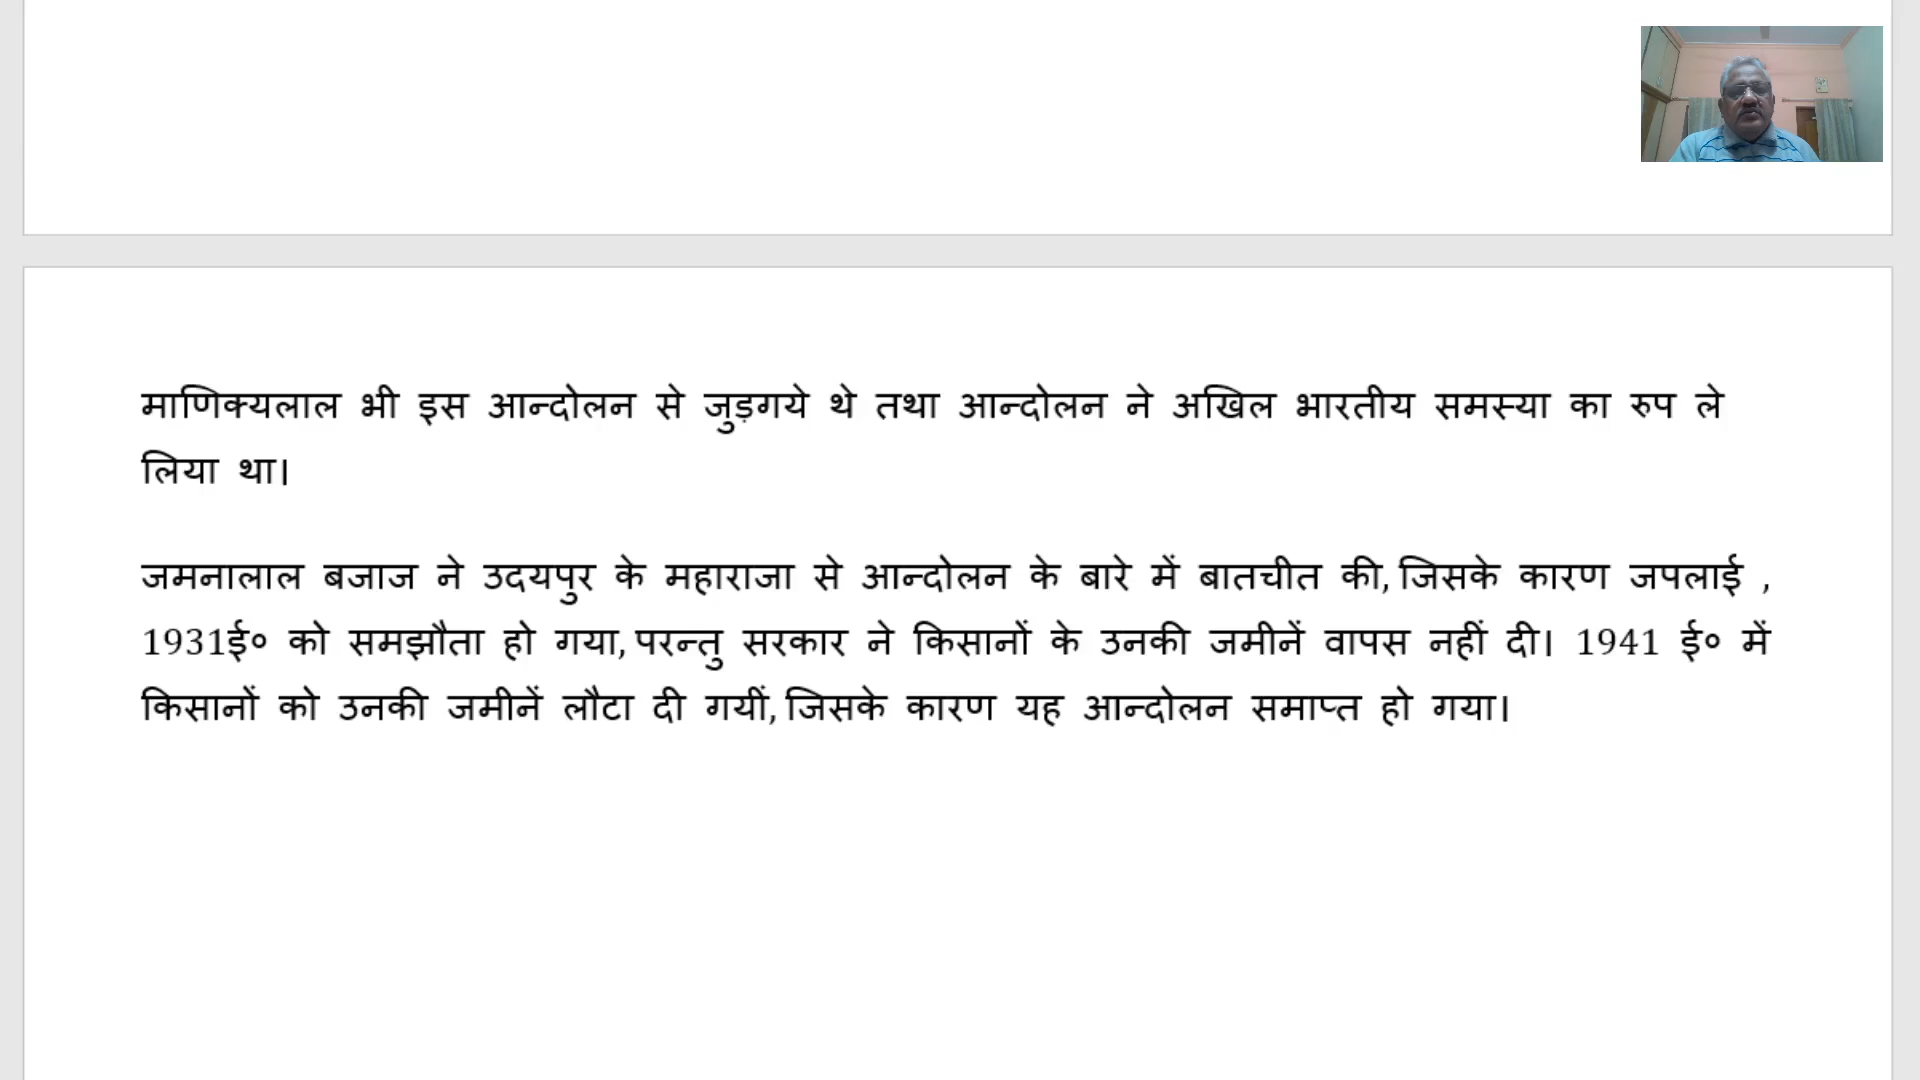 माणिक्यलाल भी इस आन्दोलन से जुड़गये थे तथा आन्दोलन ने अखिल भारतीय समस्या का रुप ले
लिया था।
जमनालाल बजाज ने उदयपुर के महाराजा से आन्दोलन के बारे में बातचीत की, जिसके कारण जपलाई ,
1931ई० को समझौता हो गया, परन्तु सरकार ने किसानों के उनकी जमीनें वापस नहीं दी। 1941 ई० में
किसानों को उनकी जमीनें लौटा दी गयीं, जिसके कारण यह आन्दोलन समाप्त हो गया।